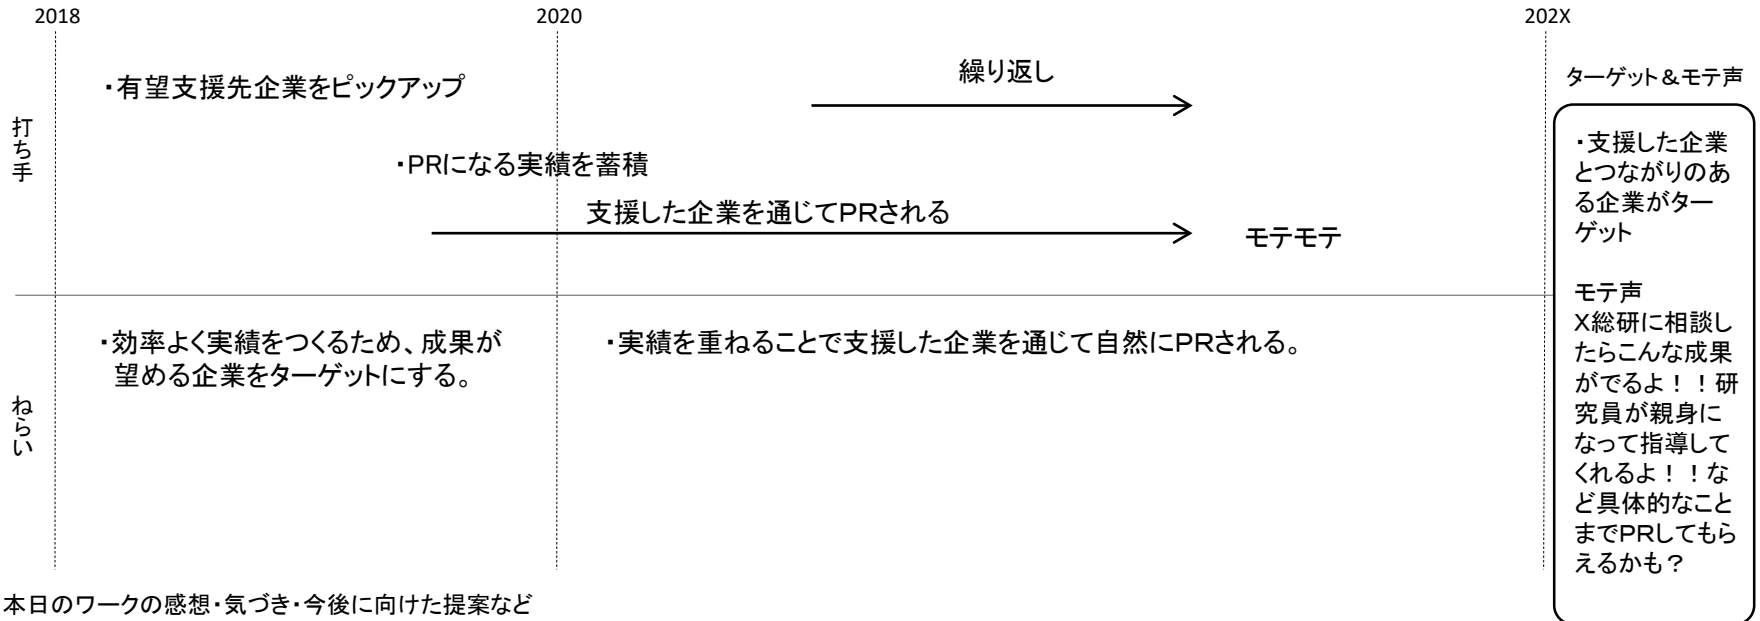 2018
2020
202X
打ち手
・有望支援先企業をピックアップ
繰り返し
・PRになる実績を蓄積
支援した企業を通じてPRされる
モテモテ
ターゲット＆モテ声
・支援した企業
とつながりのあ
る企業がター
ゲット
モテ声
X総研に相談し
たらこんな成果
がでるよ！！研
究員が親身に
なって指導して
くれるよ！！な
ど具体的なこと
までPRしてもら
えるかも？
ねらい
・効率よく実績をつくるため、成果が
望める企業をターゲットにする。
・実績を重ねることで支援した企業を通じて自然にPRされる。
本日のワークの感想・気づき・今後に向けた提案など